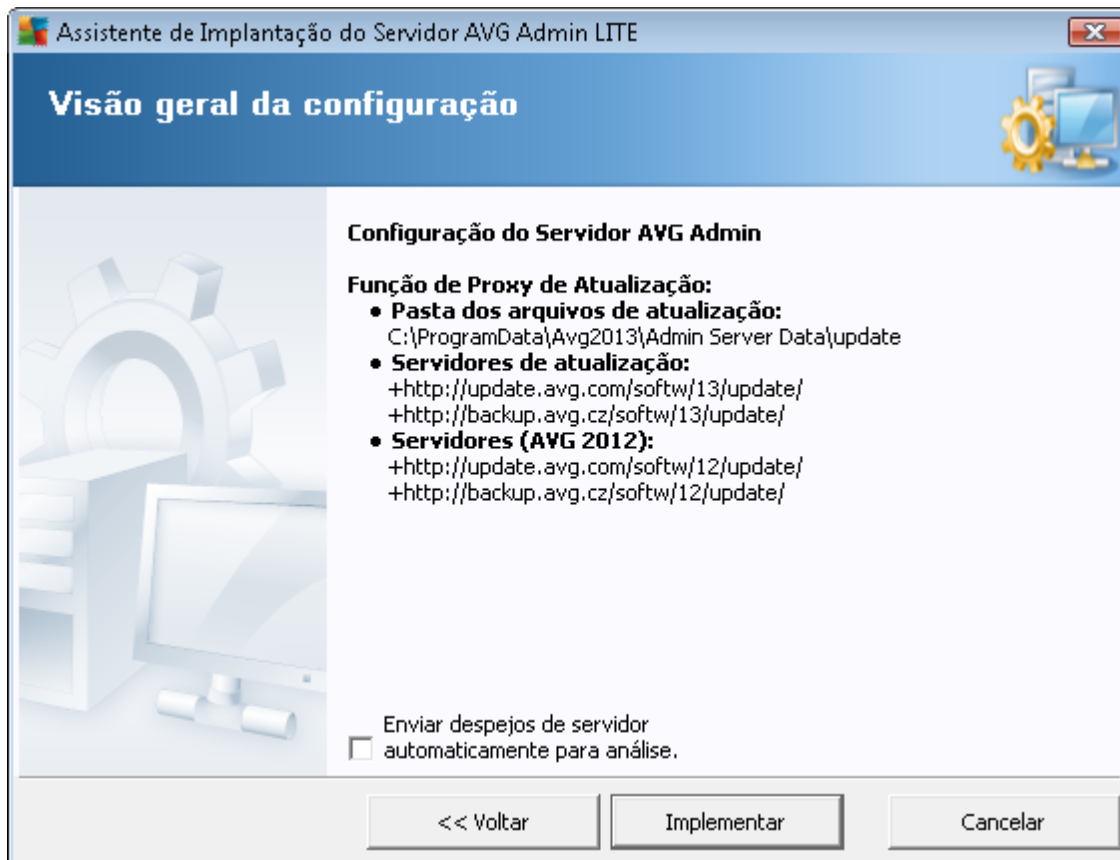 Assistente de Implantação do Servidor AVG Admin LITE
Visão geral da configuração
Configuração do Servidor AVG Admin
Função de Proxy de Atualização:
• Pasta dos arquivos de atualização:
C:\ProgramData\Avg2013\Admin Server Data\update
• Servidores de atualização:
+http://update.avg.com/softw/13/update/
+http://backup.avg.cz/softw/13/update/
• Servidores (AVG 2012):
+http://update.avg.com/softw/12/update/
+http://backup.avg.cz/softw/12/update/
Enviar despejos de servidor
automaticamente para análise.
<< Voltar
Implementar
Cancelar